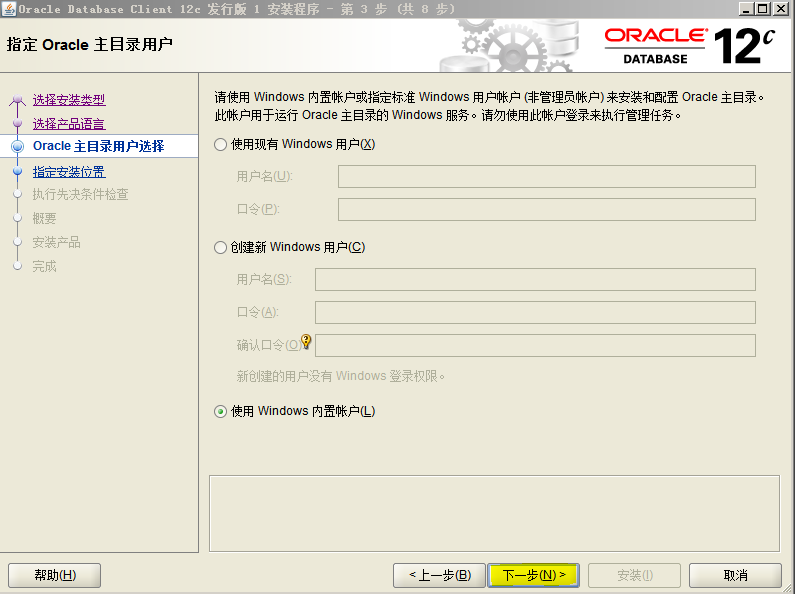 Oracle Database Client 12c 发行版 1 安装程序 - 第 3 步 (共 8 步)
指定 Oracle 主目录用户
ORACLE®
DATABASE
12c
选择安装类型
选择产品语言
Oracle 主目录用户选择
指定安装位置
执行先决条件检查
概要
安装产品
完成
请使用 Windows 内置帐户或指定标准 Windows 用户帐户 (非管理员帐户) 来安装和配置 Oracle 主目录。
此帐户用于运行 Oracle 主目录的 Windows 服务。请勿使用此帐户登录来执行管理任务。
使用现有 Windows 用户(X)
用户名(U):
口令(P):
创建新 Windows 用户(C)
用户名(S):
口令(A):
确认口令(O)
新创建的用户没有 Windows 登录权限。
使用 Windows 内置帐户(L)
帮助(H)
< 上一步(B)
下一步(N) >
安装(I)
取消